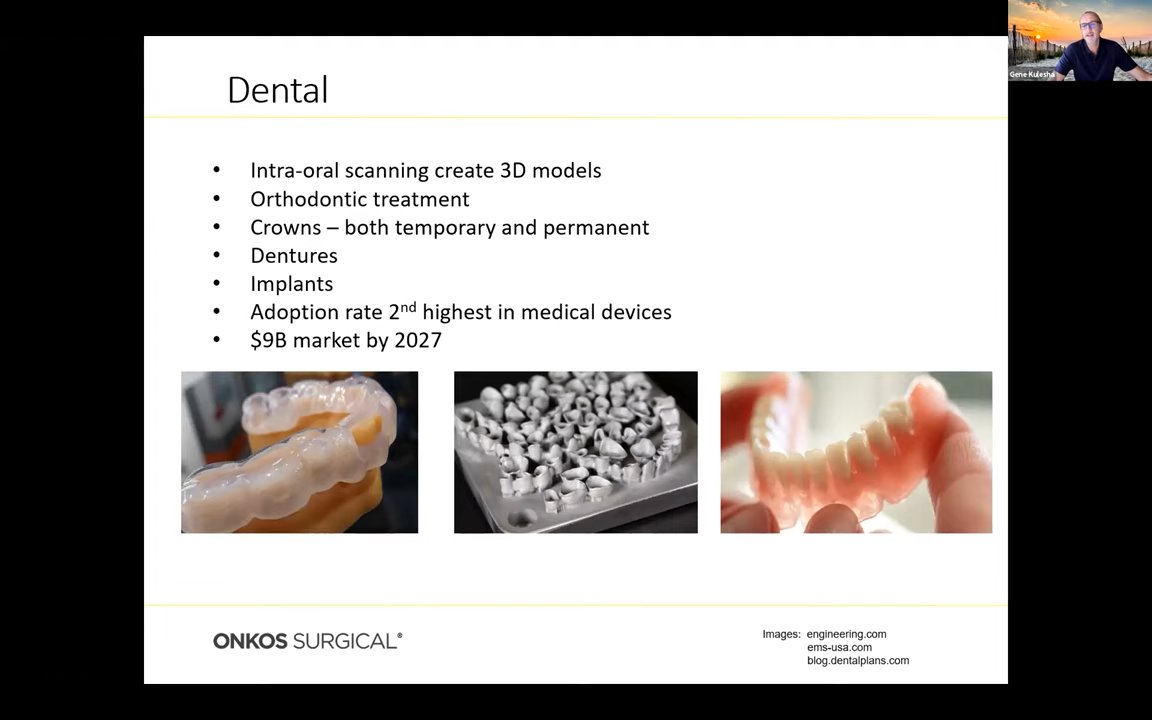 Dental
• Intra-oral scanning create 3D models
• Orthodontic treatment
• Crowns – both temporary and permanent
• Dentures
• Implants
• Adoption rate 2nd highest in medical devices
• $9B market by 2027
ONKOS SURGICAL®
Images: engineering.com
ems-usa.com
blog.dentalplans.com
Gene Kulesha